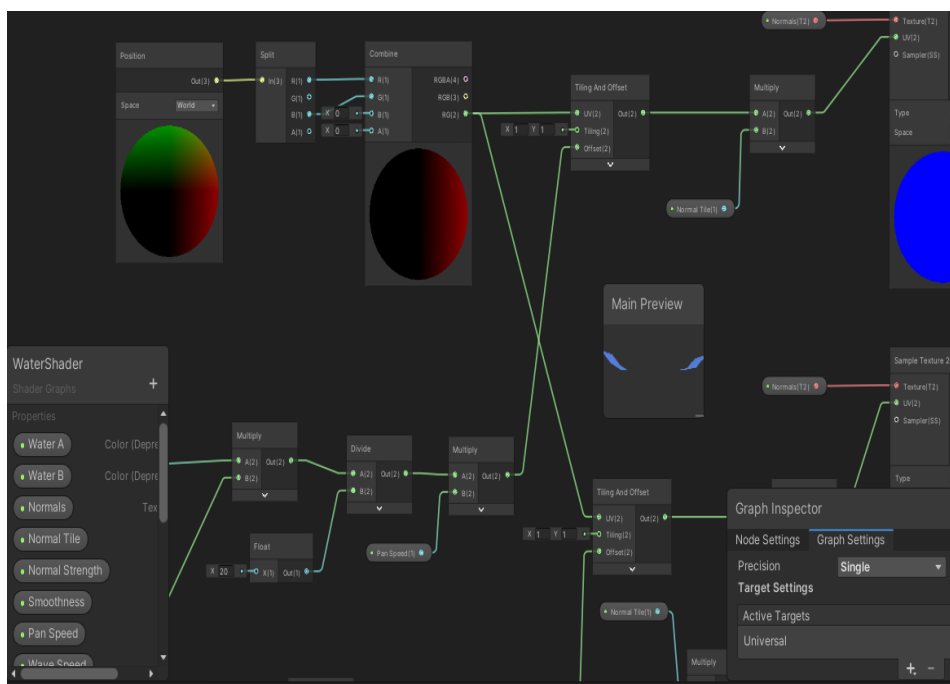 Position
Out(3)
Space World
Split
In(3) R(1)
G(1)
B(1)
A(1)
Combine
R(1) RGBA(4)
G(1) RGB(3)
X 0 B(1) RG(2)
X 0 A(1)
Tiling And Offset
UV(2) Out(2)
X 1 Y 1 Tiling(2)
Offset(2)
Multiply
A(2) Out(2)
B(2)
Normal Tile(1)
Normals(T2)
Texture(T2)
UV(2)
Sampler(SS)
Type
Space
Main Preview
WaterShader
+
Shader Graphs
Properties
Water A Color (Depre
Water B Color (Depre
Normals Tex
Normal Tile
Normal Strength
Smoothness
Pan Speed
Wave Speed
Multiply
A(2) Out(2)
B(2)
Divide
A(2) Out(2)
B(2)
Multiply
A(2) Out(2)
B(2)
Float
X 20 X(1) Out(1)
Pan Speed(1)
Tiling And Offset
UV(2) Out(2)
X 1 Y 1 Tiling(2)
Offset(2)
Normal Tile(1)
Multiply
Normals(T2)
Sample Texture 2
Texture(T2)
UV(2)
Sampler(SS)
Type
Graph Inspector
Node Settings Graph Settings
Precision Single
Target Settings
Active Targets
Universal
+ -